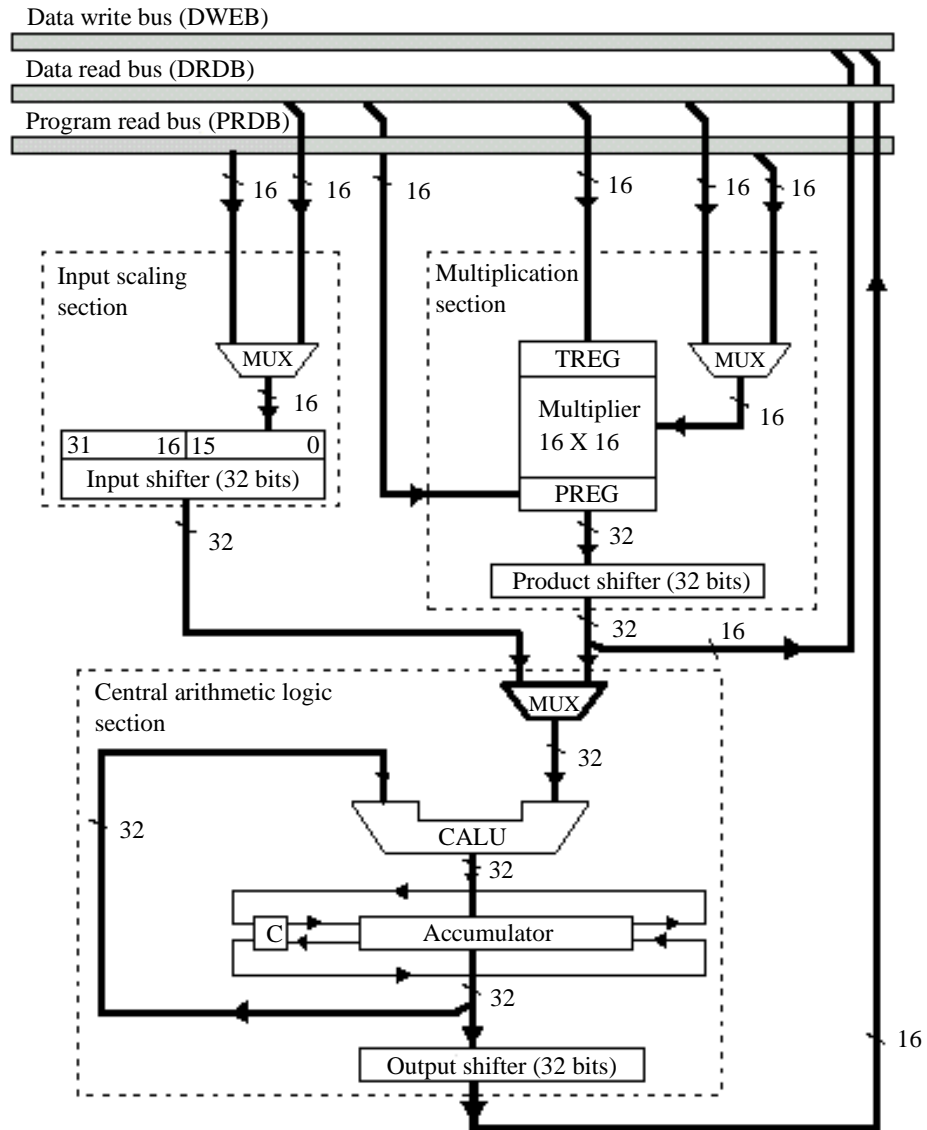 Data write bus (DWEB)
Data read bus (DRDB)
Program read bus (PRDB)
16
16
16
16
16
16
Input scaling
section
Multiplication
section
MUX
TREG
MUX
16
Multiplier
16 X 16
16
31 16 15 0
Input shifter (32 bits)
PREG
32
32
Product shifter (32 bits)
32
16
Central arithmetic logic
section
MUX
32
32
CALU
32
C
Accumulator
32
16
Output shifter (32 bits)